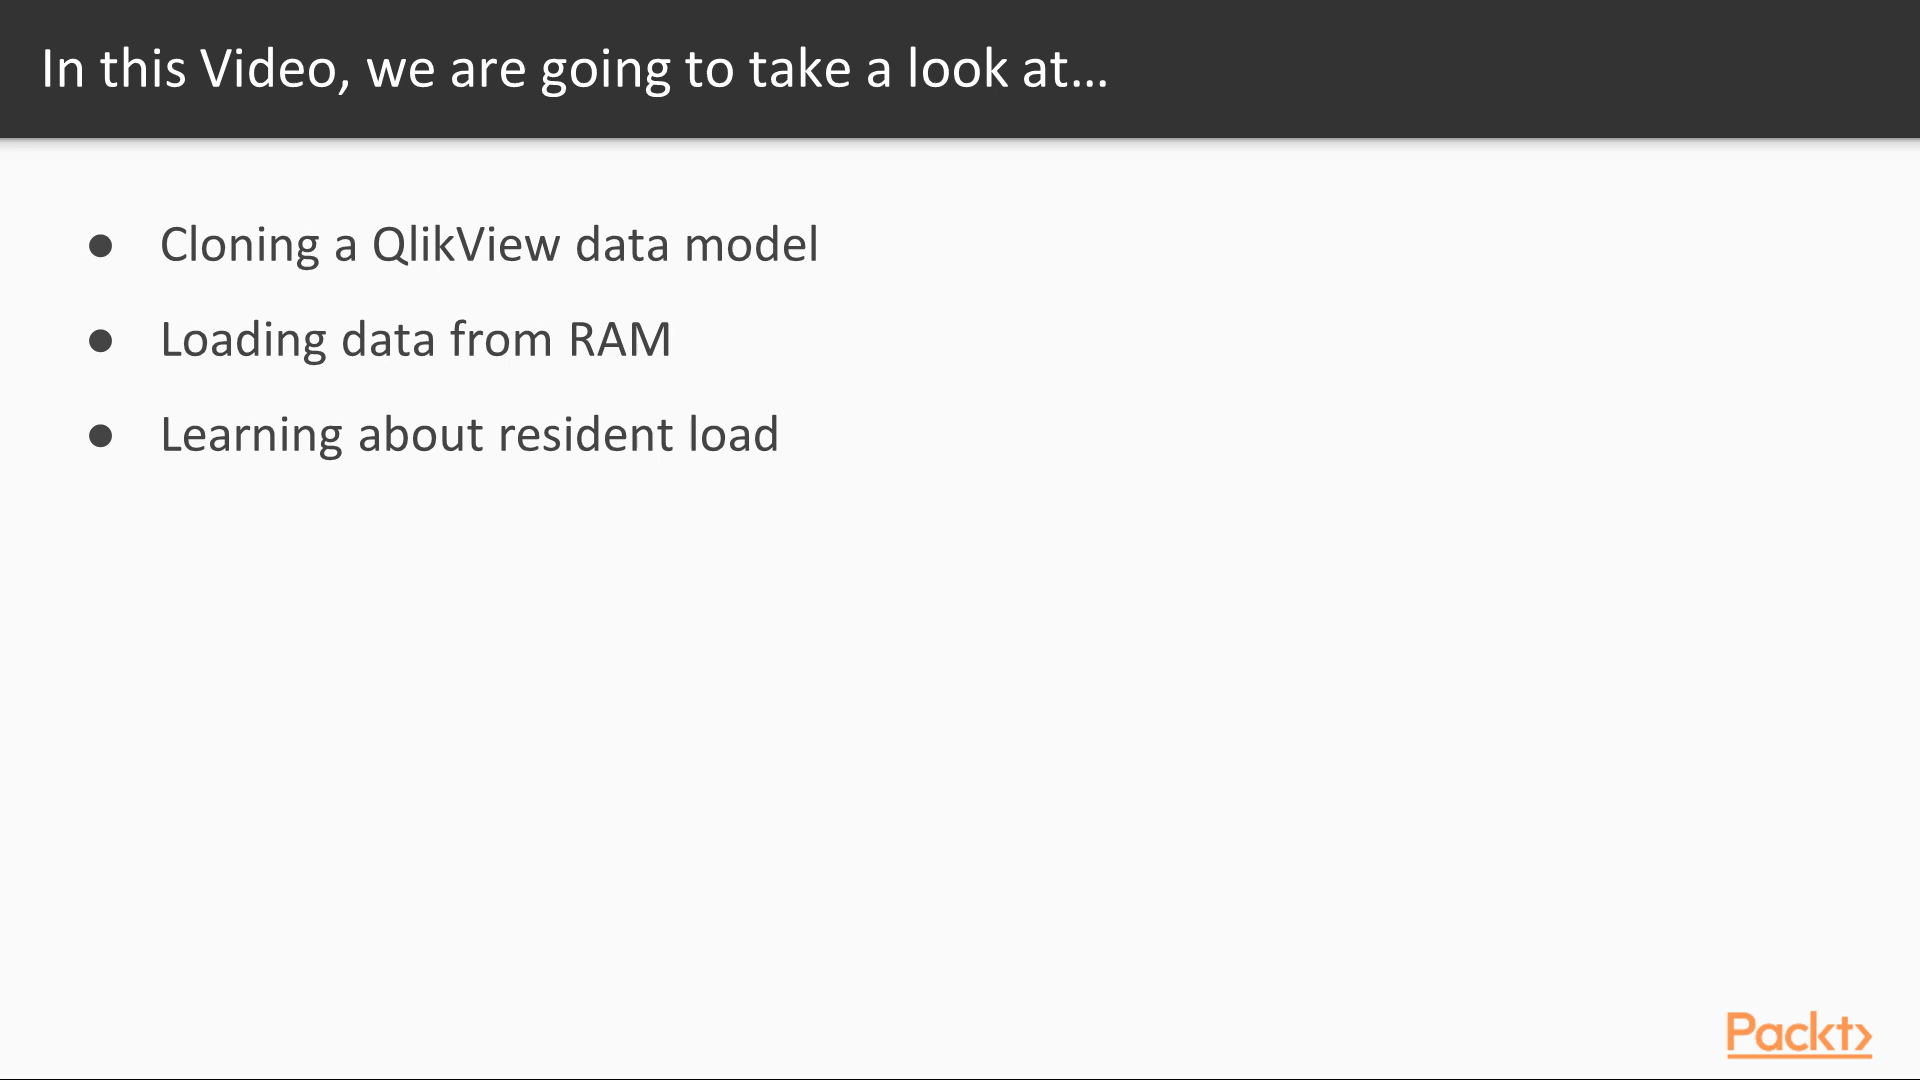 In this Video, we are going to take a look at...
● Cloning a QlikView data model
● Loading data from RAM
● Learning about resident load
Packt>